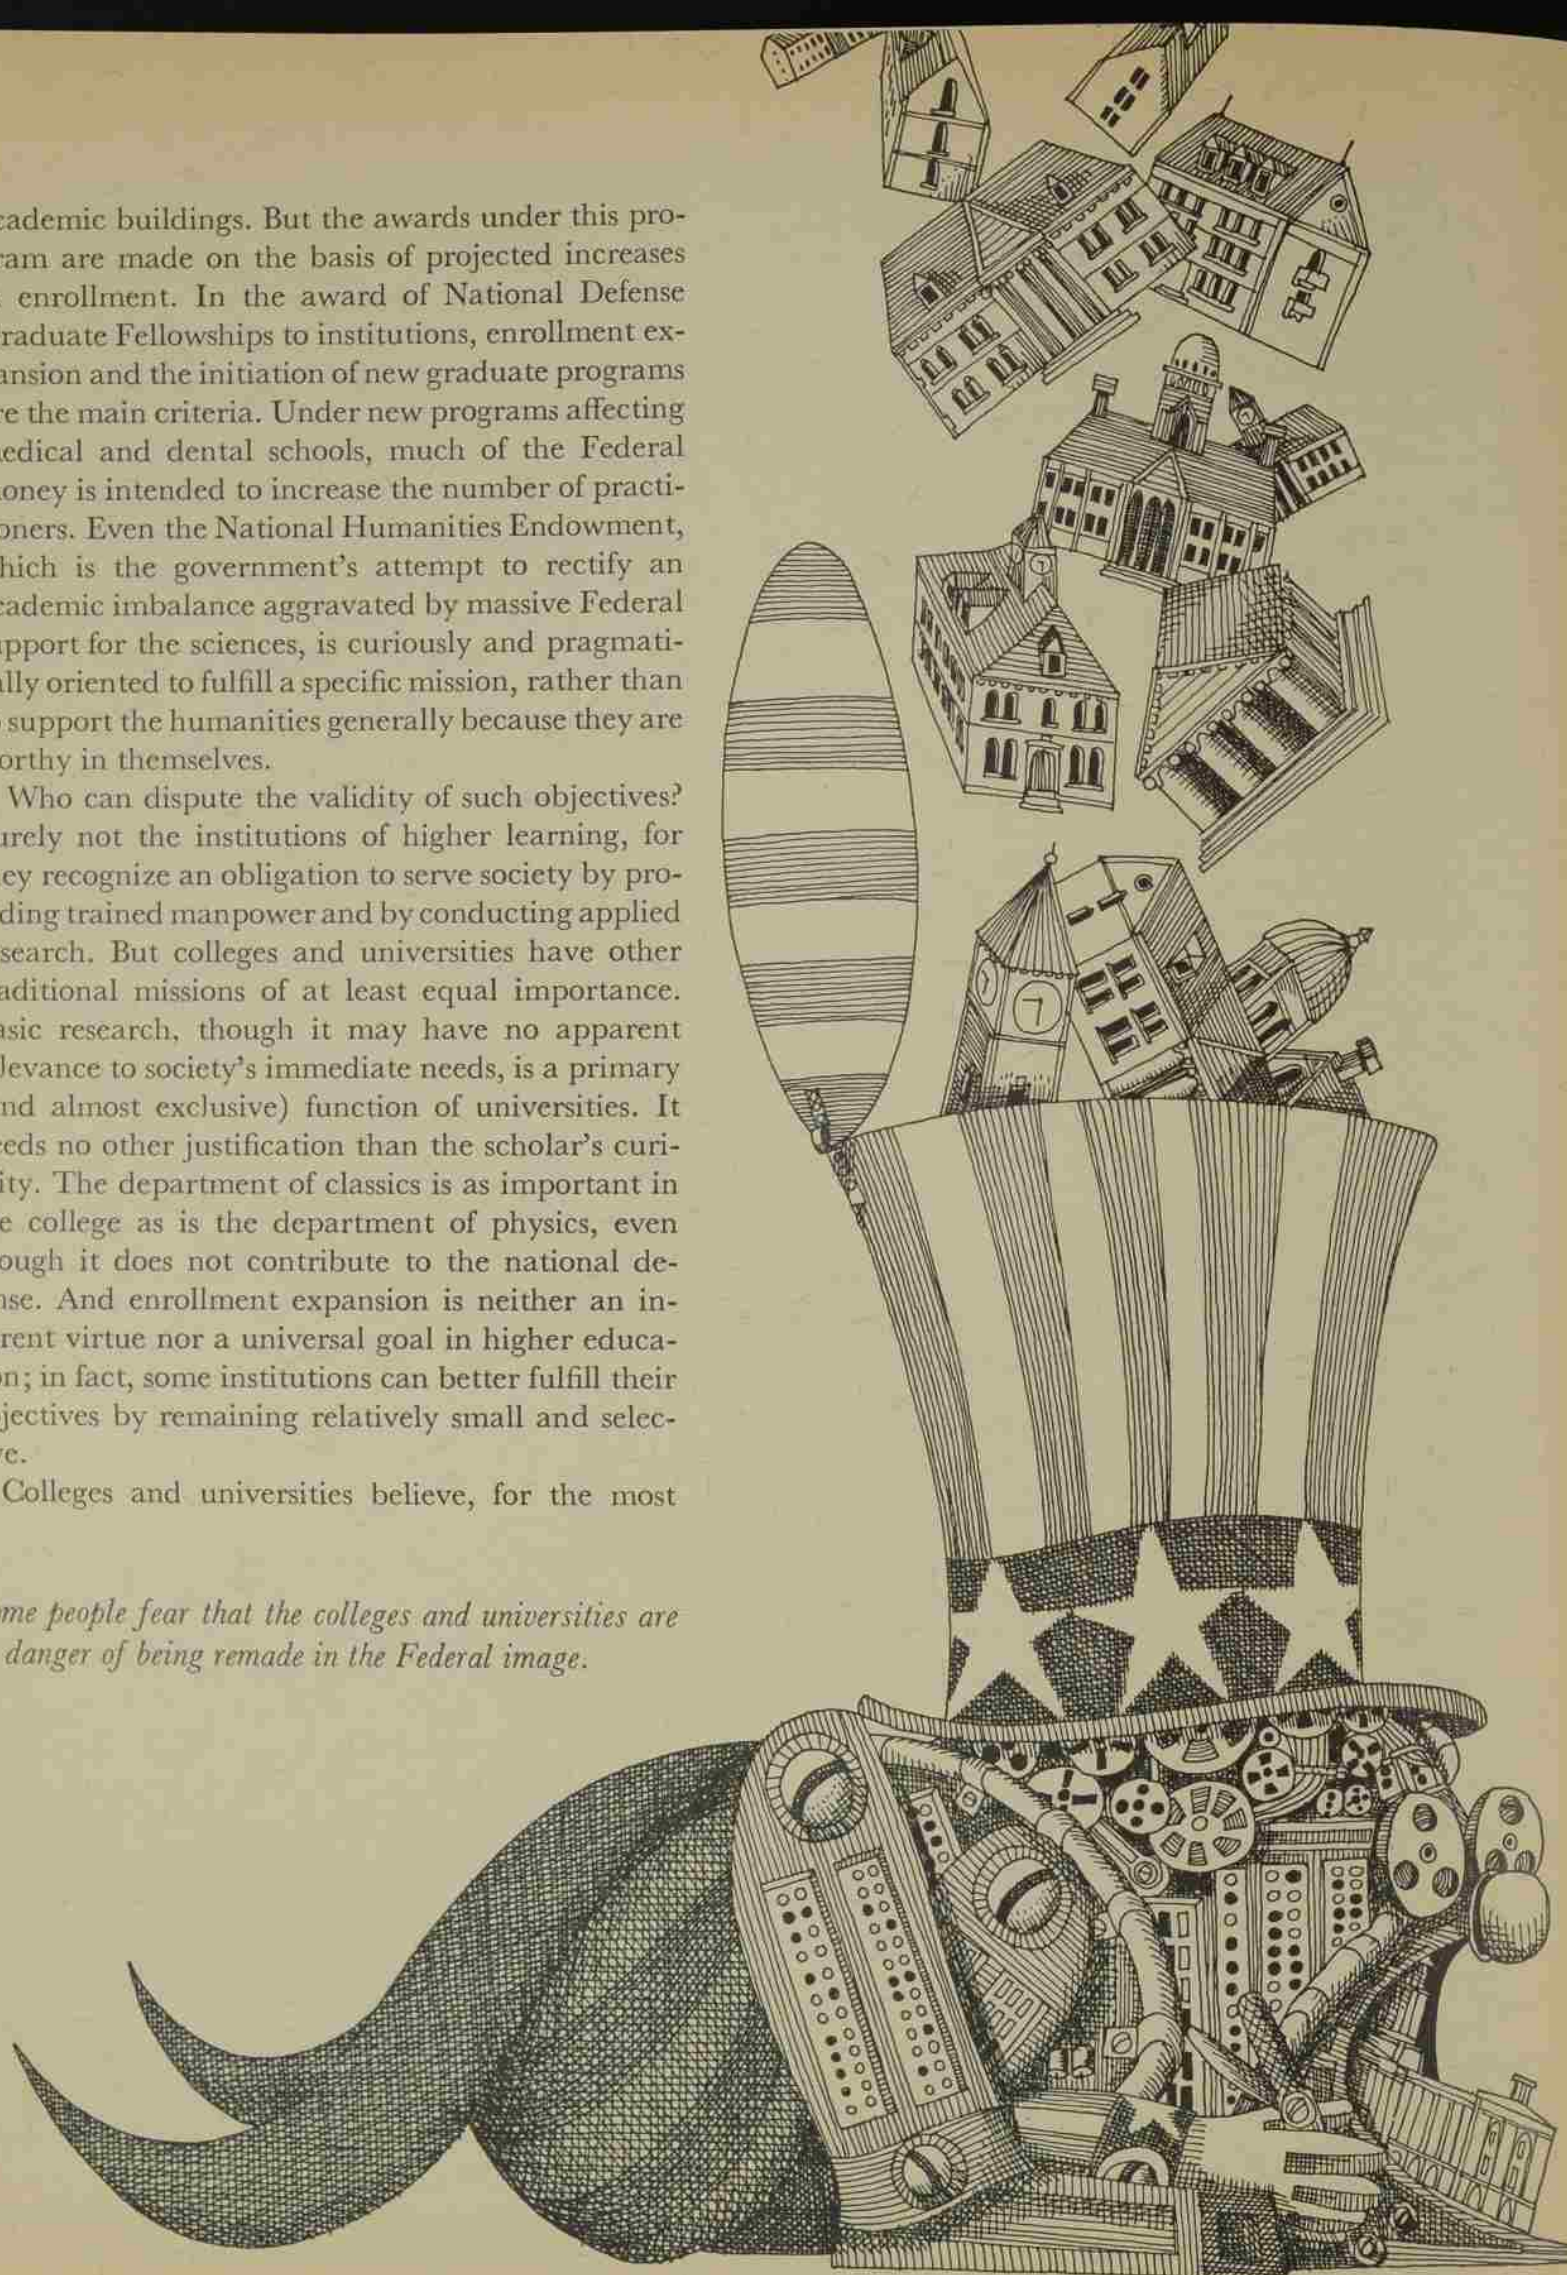 cademic buildings. But the awards under this pro-
ram are made on the basis of projected increases
enrollment. In the award of National Defense
raduate Fellowships to institutions, enrollment ex-
ansion and the initiation of new graduate programs
re the main criteria. Under new programs affecting
edical and dental schools, much of the Federal
oney is intended to increase the number of practi-
oners. Even the National Humanities Endowment,
hich is the government's attempt to rectify an
cademic imbalance aggravated by massive Federal
upport for the sciences, is curiously and pragmati-
ally oriented to fulfill a specific mission, rather than
support the humanities generally because they are
orthy in themselves.
Who can dispute the validity of such objectives?
urely not the institutions of higher learning, for
ey recognize an obligation to serve society by pro-
ding trained manpower and by conducting applied
search. But colleges and universities have other
aditional missions of at least equal importance.
asic research, though it may have no apparent
levance to society's immediate needs, is a primary
nd almost exclusive) function of universities. It
eeds no other justification than the scholar's curi-
ity. The department of classics is as important in
e college as is the department of physics, even
ough it does not contribute to the national de-
nse. And enrollment expansion is neither an in-
rent virtue nor a universal goal in higher educa-
on; in fact, some institutions can better fulfill their
jectives by remaining relatively small and selec-
ve.
Colleges and universities believe, for the most
me people fear that the colleges and universities are
danger of being remade in the Federal image.